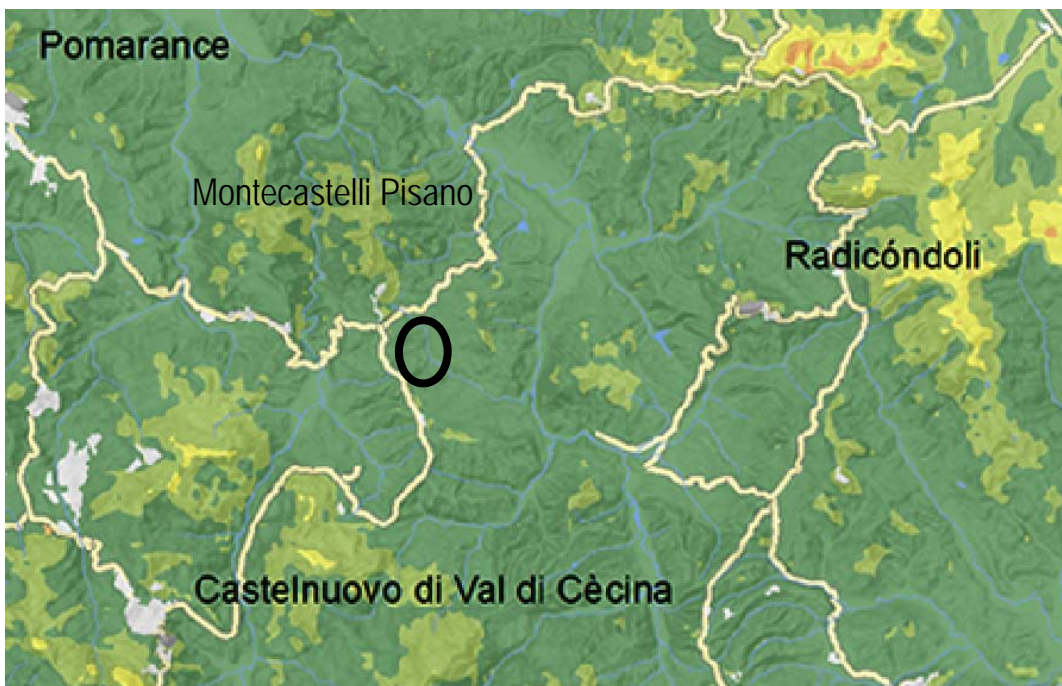 Pomarance
Montecastelli Pisano
Radicóndoli
Castelnuovo di Val di Cècina